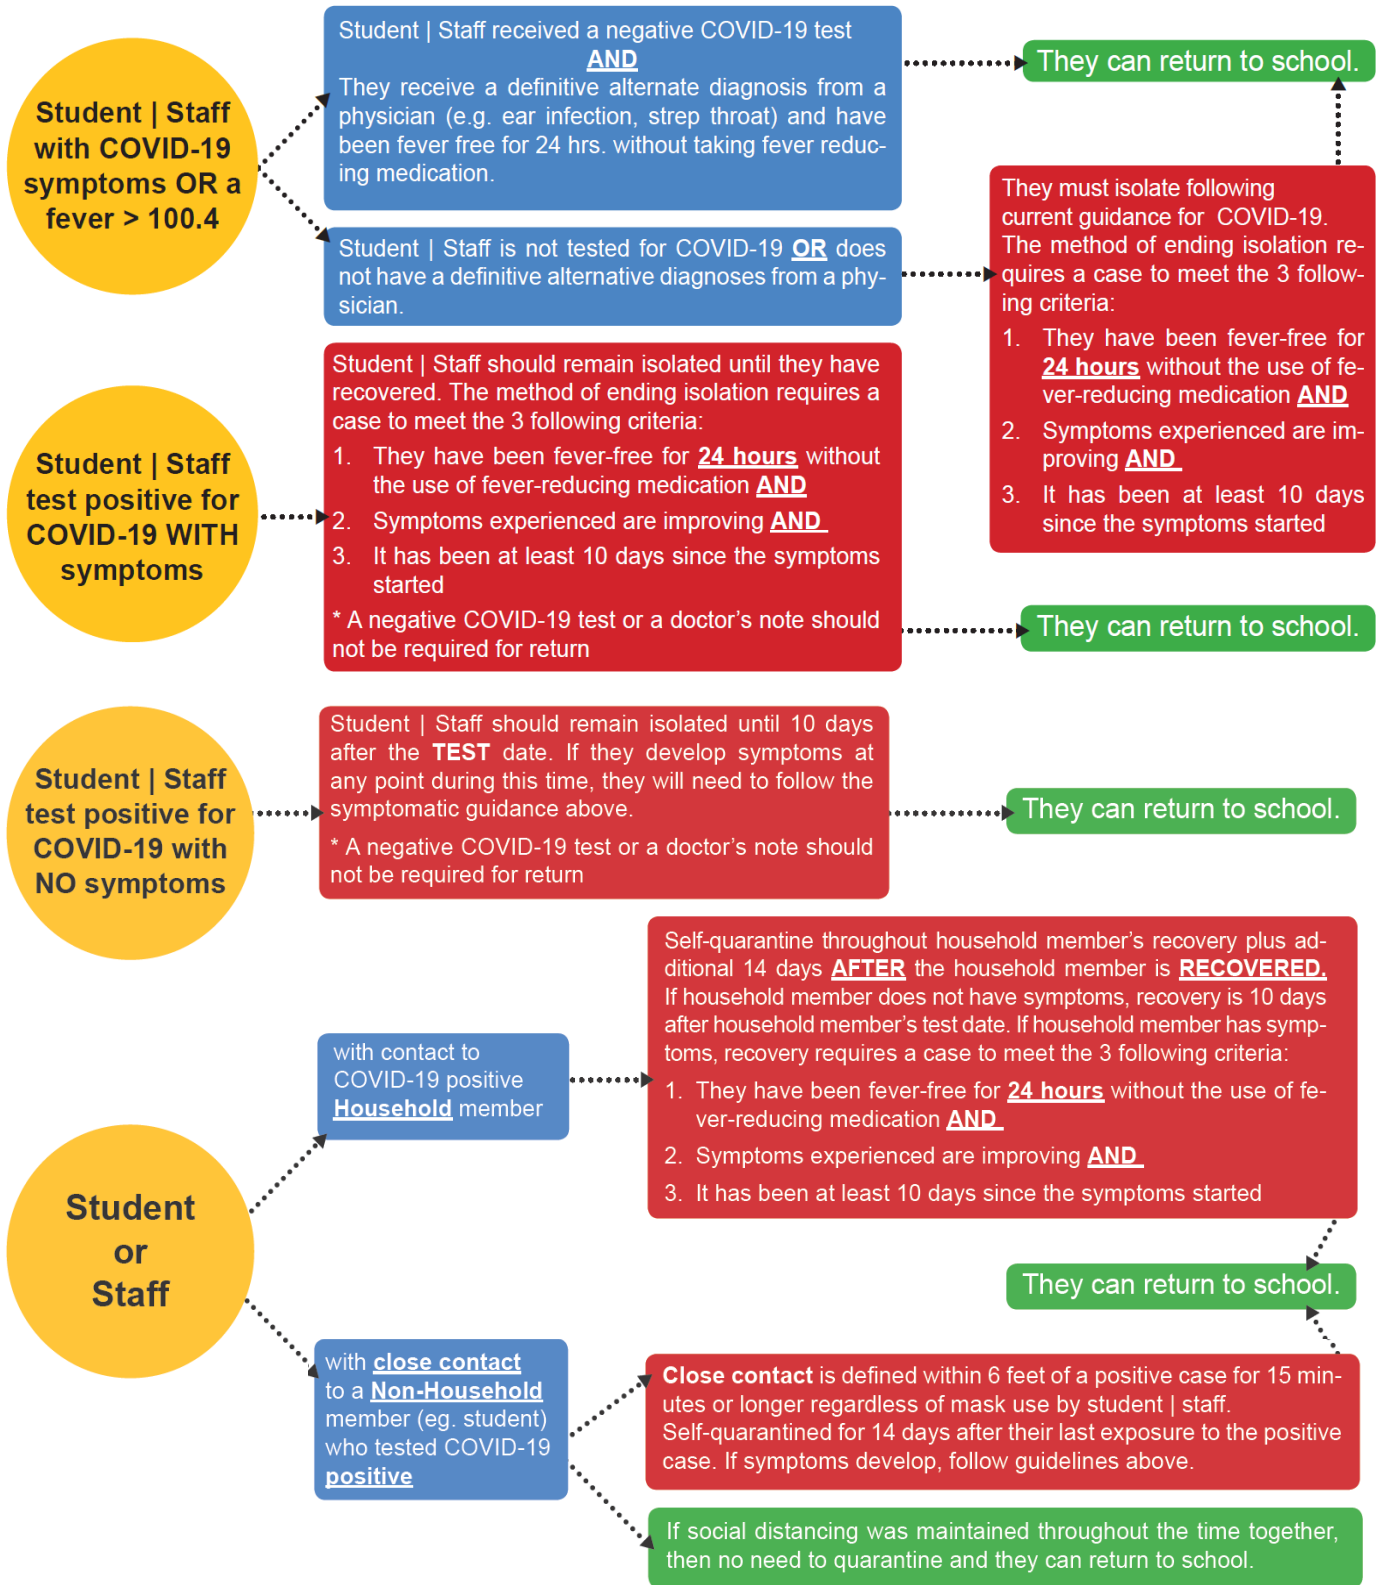 Student | Staff
with COVID-19
symptoms OR a
fever > 100.4
Student | Staff received a negative COVID-19 test
AND
They receive a definitive alternate diagnosis from a
physician (e.g. ear infection, strep throat) and have
been fever free for 24 hrs. without taking fever reduc-
ing medication.
They can return to school.
Student | Staff is not tested for COVID-19 OR does
not have a definitive alternative diagnoses from a phy-
sician.
They must isolate following
current guidance for COVID-19.
The method of ending isolation re-
quires a case to meet the 3 follow-
ing criteria:
1. They have been fever-free for
24 hours without the use of fe-
ver-reducing medication AND
2. Symptoms experienced are im-
proving AND
3. It has been at least 10 days
since the symptoms started
Student | Staff
test positive for
COVID-19 WITH
symptoms
Student | Staff should remain isolated until they have
recovered. The method of ending isolation requires a
case to meet the 3 following criteria:
1. They have been fever-free for 24 hours without
the use of fever-reducing medication AND
2. Symptoms experienced are improving AND
3. It has been at least 10 days since the symptoms
started
* A negative COVID-19 test or a doctor's note should
not be required for return
They can return to school.
Student | Staff
test positive for
COVID-19 with
NO symptoms
Student | Staff should remain isolated until 10 days
after the TEST date. If they develop symptoms at
any point during this time, they will need to follow the
symptomatic guidance above.
* A negative COVID-19 test or a doctor's note should
not be required for return
They can return to school.
Student
or
Staff
with contact to
COVID-19 positive
Household member
Self-quarantine throughout household member's recovery plus ad-
ditional 14 days AFTER the household member is RECOVERED.
If household member does not have symptoms, recovery is 10 days
after household member's test date. If household member has symp-
toms, recovery requires a case to meet the 3 following criteria:
1. They have been fever-free for 24 hours without the use of fe-
ver-reducing medication AND
2. Symptoms experienced are improving AND
3. It has been at least 10 days since the symptoms started
They can return to school.
with close contact
to a Non-Household
member (eg. student)
who tested COVID-19
positive
Close contact is defined within 6 feet of a positive case for 15 min-
utes or longer regardless of mask use by student | staff.
Self-quarantined for 14 days after their last exposure to the positive
case. If symptoms develop, follow guidelines above.
If social distancing was maintained throughout the time together,
then no need to quarantine and they can return to school.